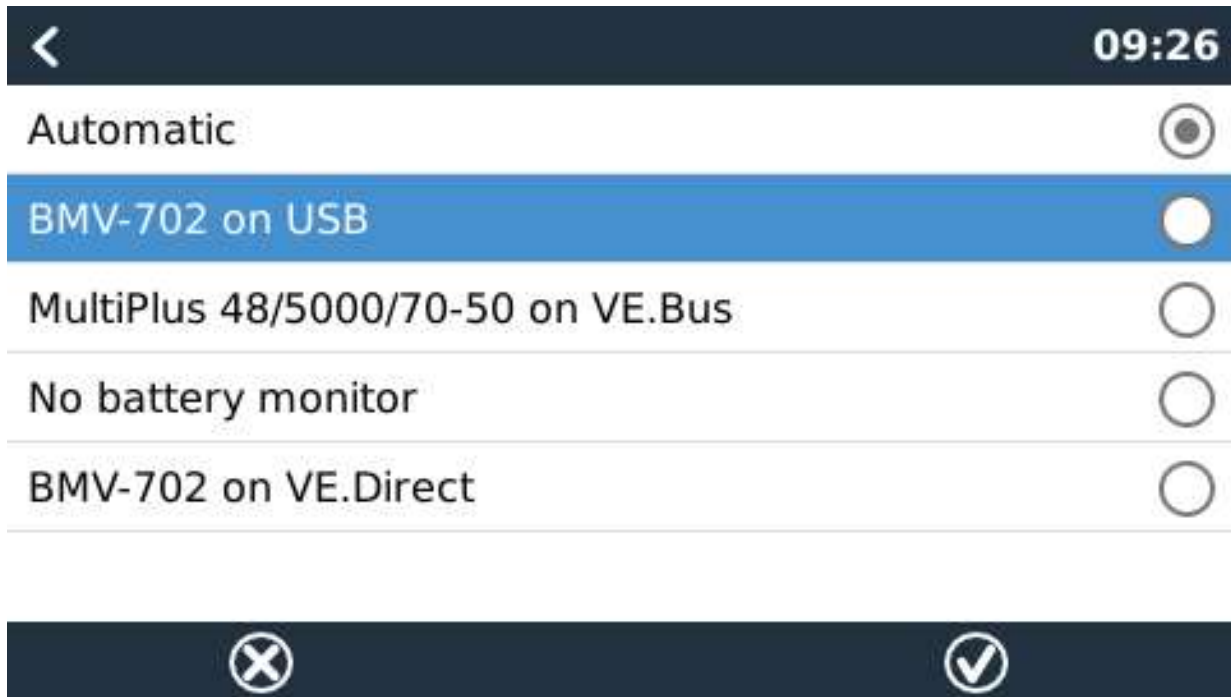 09:26
Automatic
BMV-702 on USB
MultiPlus 48/5000/70-50 on VE.Bus
No battery monitor
BMV-702 on VE.Direct